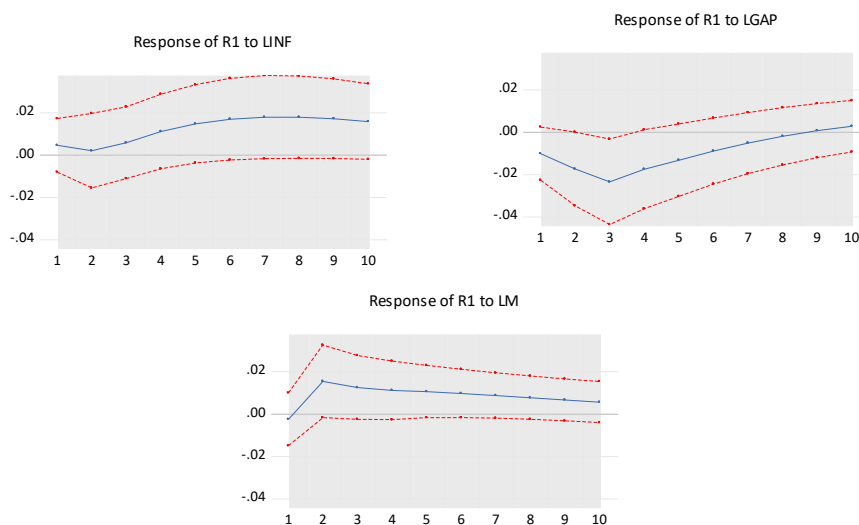 Response of R1 to LINF
.02
.00
-.02
-.04
1 2 3 4 5 6 7 8 9 10
Response of R1 to LGAP
.02
.00
-.02
-.04
1 2 3 4 5 6 7 8 9 10
Response of R1 to LM
.02
.00
-.02
-.04
1 2 3 4 5 6 7 8 9 10